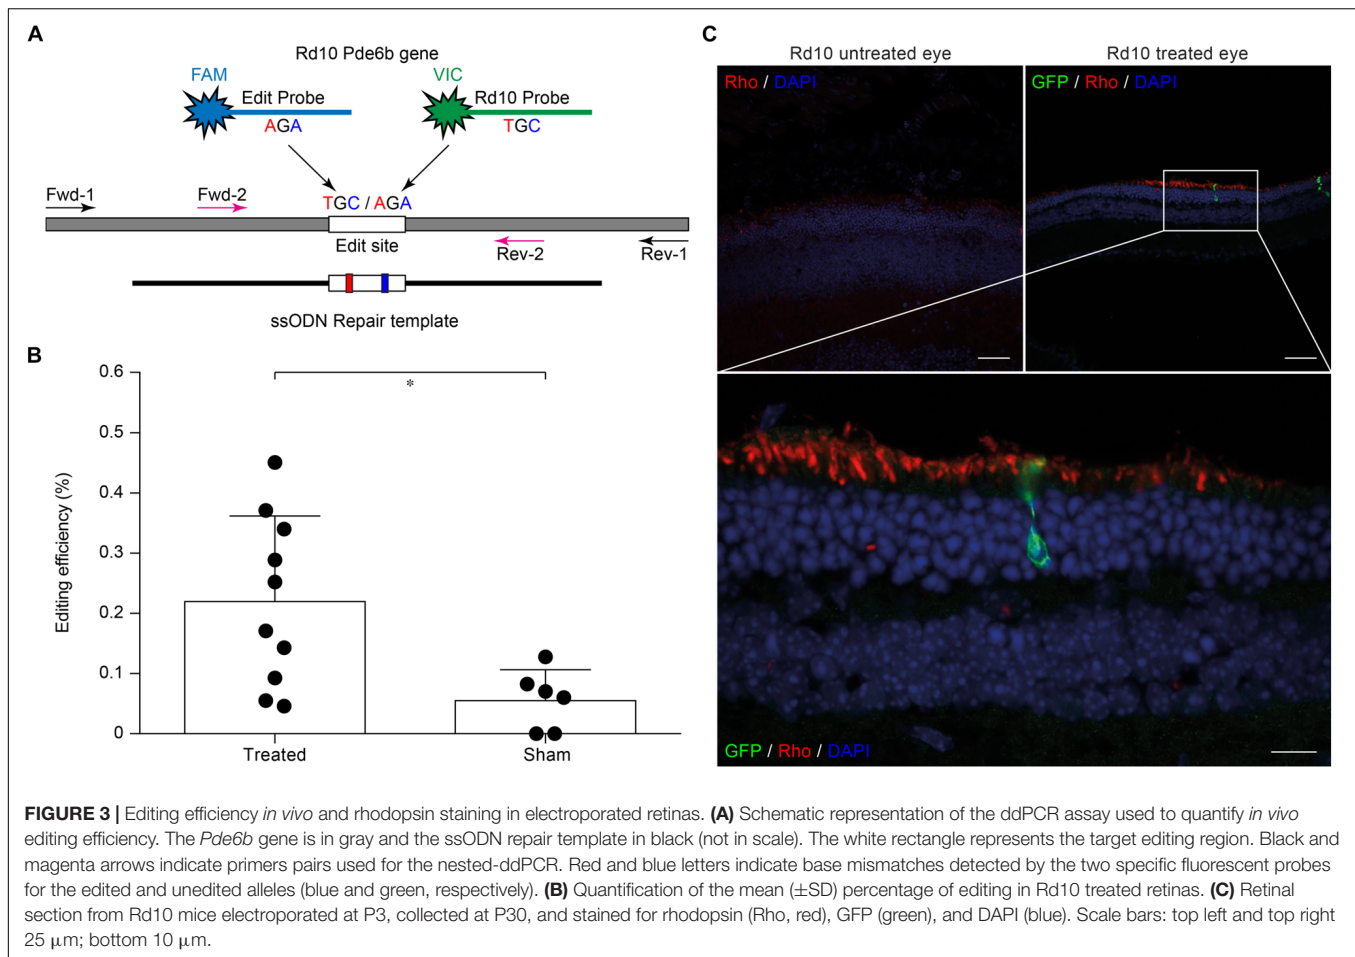 A
Rd10 Pde6b gene
FAM
VIC
Edit Probe
AGA
Rd10 Probe
TGC
Fwd-1
Fwd-2
TGC / AGA
Edit site
Rev-2
Rev-1
ssODN Repair template
B
0.6
0.5
0.4
0.3
0.2
0.1
0
Editing efficiency (%)
*
Treated
Sham
C
Rd10 untreated eye
Rd10 treated eye
Rho / DAPI
GFP / Rho / DAPI
GFP / Rho / DAPI
FIGURE 3 | Editing efficiency in vivo and rhodopsin staining in electroporated retinas. (A) Schematic representation of the ddPCR assay used to quantify in vivo
editing efficiency. The Pde6b gene is in gray and the ssODN repair template in black (not in scale). The white rectangle represents the target editing region. Black and
magenta arrows indicate primers pairs used for the nested-ddPCR. Red and blue letters indicate base mismatches detected by the two specific fluorescent probes
for the edited and unedited alleles (blue and green, respectively). (B) Quantification of the mean (±SD) percentage of editing in Rd10 treated retinas. (C) Retinal
section from Rd10 mice electroporated at P3, collected at P30, and stained for rhodopsin (Rho, red), GFP (green), and DAPI (blue). Scale bars: top left and top right
25 μm; bottom 10 μm.